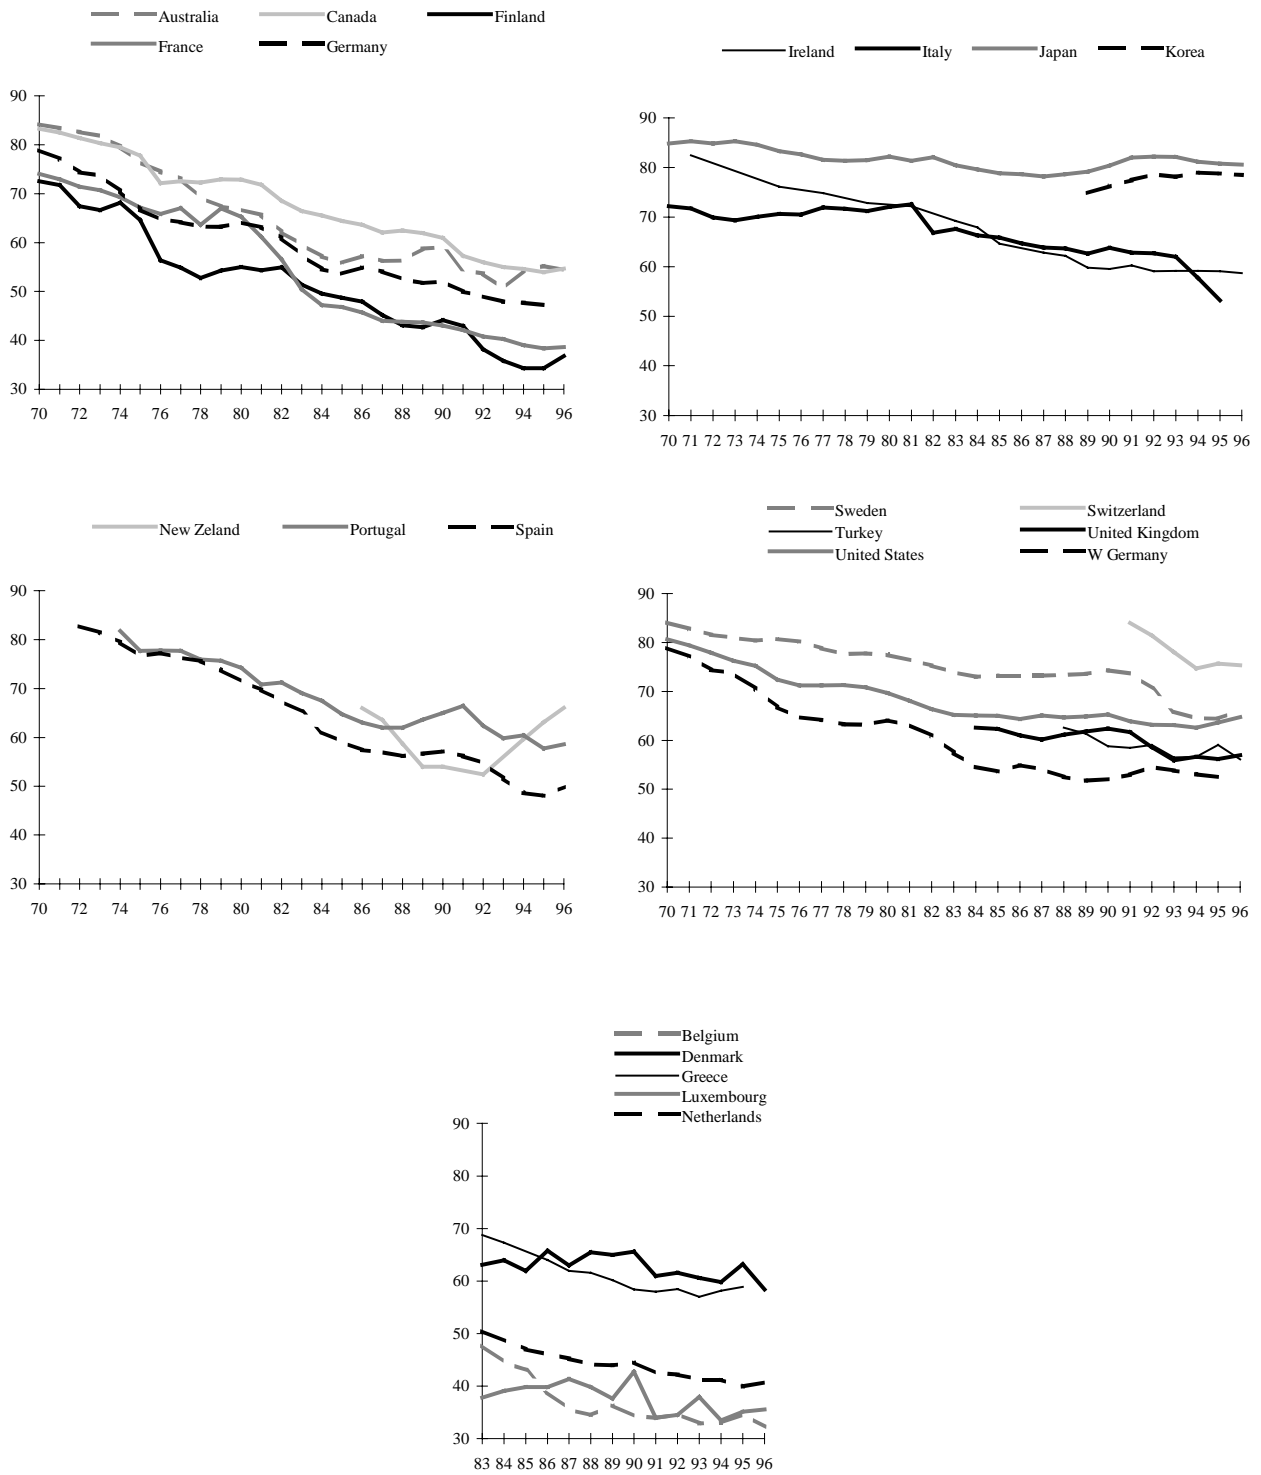 Australia Canada Finland
France Germany
90
80
70
60
50
40
30
70 72 74 76 78 80 82 84 86 88 90 92 94 96
Ireland Italy Japan Korea
90
80
70
60
50
40
30
70 71 72 73 74 75 76 77 78 79 80 81 82 83 84 85 86 87 88 89 90 91 92 93 94 95 96
New Zeland Portugal Spain
90
80
70
60
50
40
30
70 72 74 76 78 80 82 84 86 88 90 92 94 96
Sweden Switzerland
Turkey United Kingdom
United States W Germany
90
80
70
60
50
40
30
70 71 72 73 74 75 76 77 78 79 80 81 82 83 84 85 86 87 88 89 90 91 92 93 94 95 96
Belgium
Denmark
Greece
Luxembourg
Netherlands
90
80
70
60
50
40
30
83 84 85 86 87 88 89 90 91 92 93 94 95 96